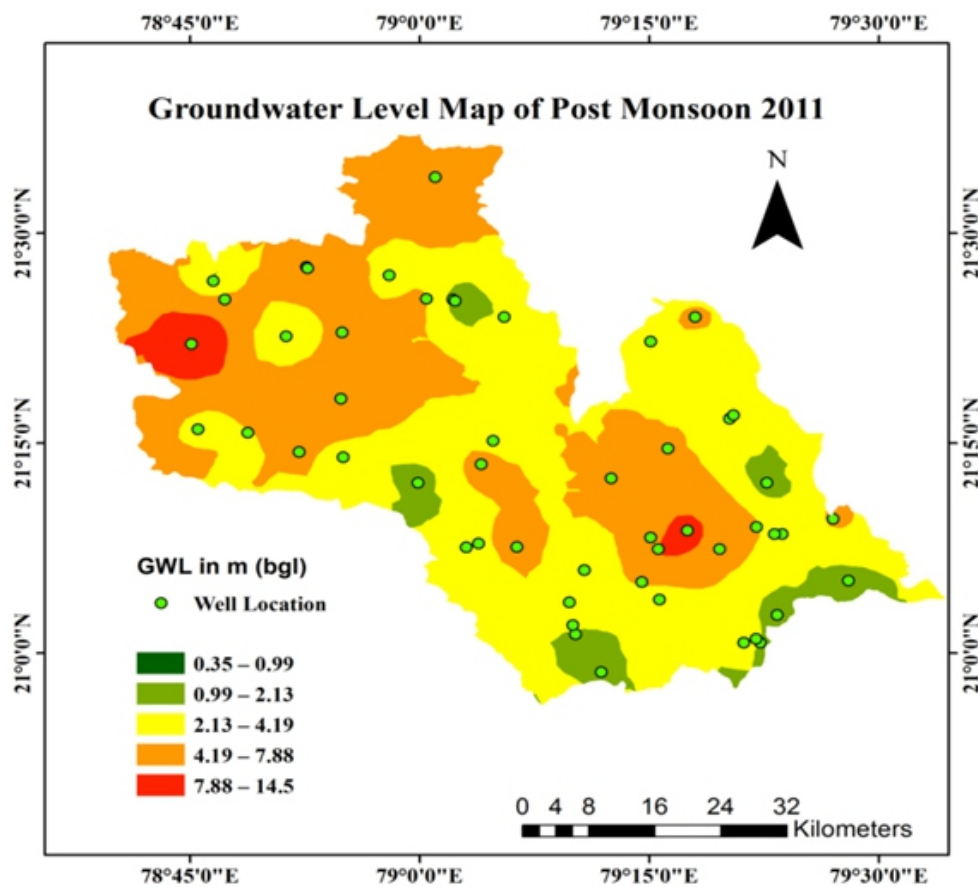 78°45'0"E 79°0'0"E 79°15'0"E 79°30'0"E
Groundwater Level Map of Post Monsoon 2011
N
21°30'0"N 21°30'0"N
21°15'0"N 21°15'0"N
GWL in m (bgl)
Well Location
21°0'0"N 21°0'0"N
0.35 – 0.99
0.99 – 2.13
2.13 – 4.19
4.19 – 7.88
7.88 – 14.5
0 4 8 16 24 32
Kilometers
78°45'0"E 79°0'0"E 79°15'0"E 79°30'0"E